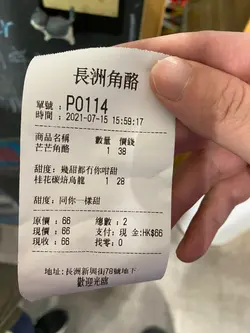 長洲角酪
單號 : P0114
時間 : 2021-07-15 15:59:17
商品名稱 數量 價錢
芒芒角酪 1 38
甜度: 幾甜都冇你咁甜
桂花碳焙烏龍 1 28
甜度: 同你一樣甜
原價 : 66 總數 : 2
現價 : 66 支付: 現 金:HK$66
現收 : 66 找零: 0
地址: 長洲新興街78號地下
歡迎光臨